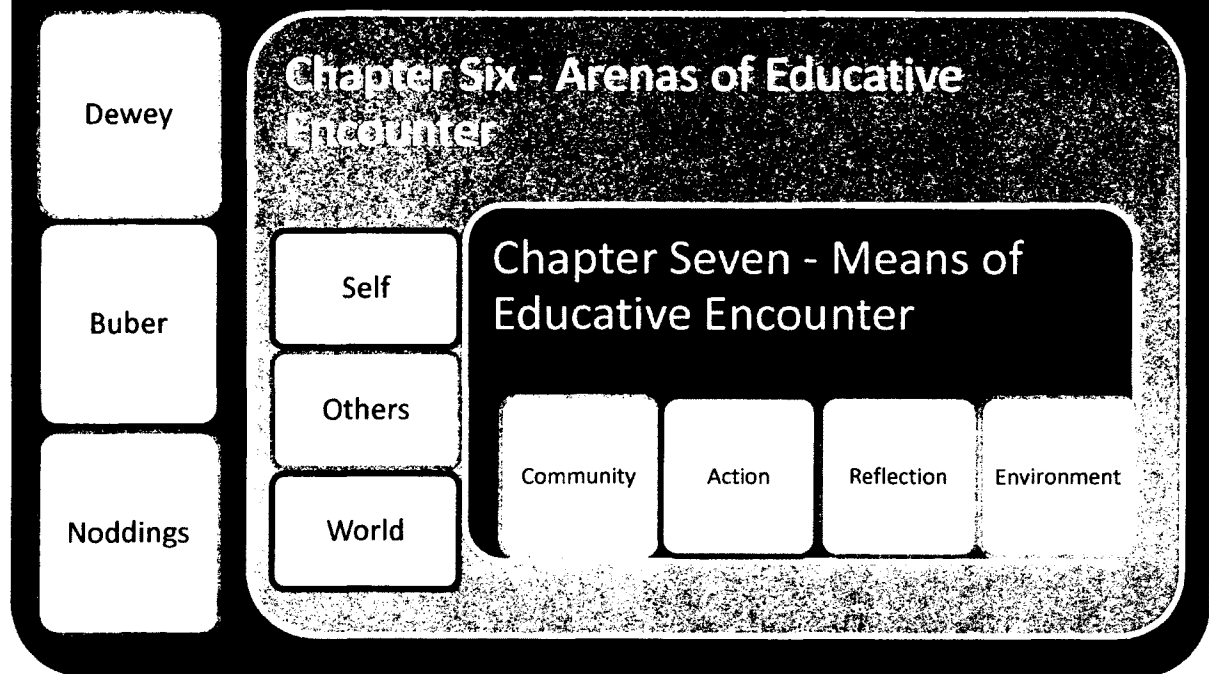 Dewey
Buber
Noddings
Chapter Six - Arenas of Educative
Encounter
Self
Others
World
Chapter Seven - Means of
Educative Encounter
Community
Action
Reflection
Environment